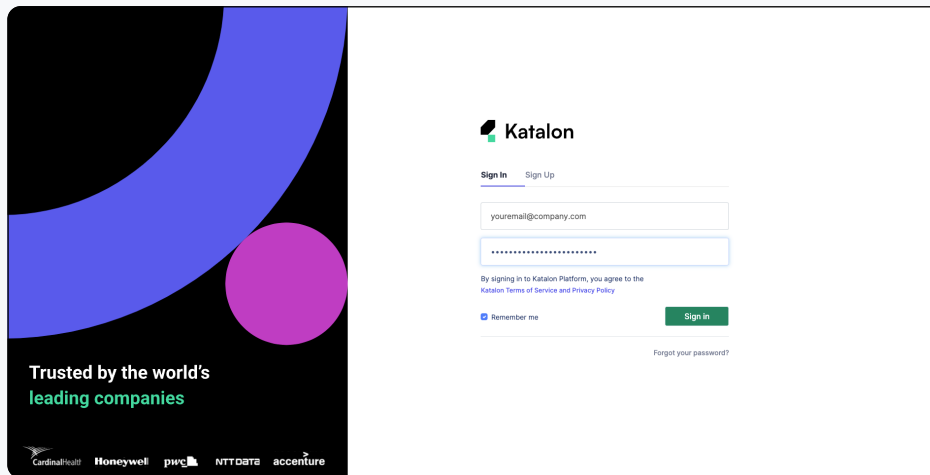 Katalon
Sign In Sign Up
youremail@company.com
••••••••••••••••••••••••
By signing in to Katalon Platform, you agree to the
Katalon Terms of Service and Privacy Policy
Remember me
Sign in
Forgot your password?
Trusted by the world's
leading companies
CardinalHealth Honeywell pwc NTT DATA accenture